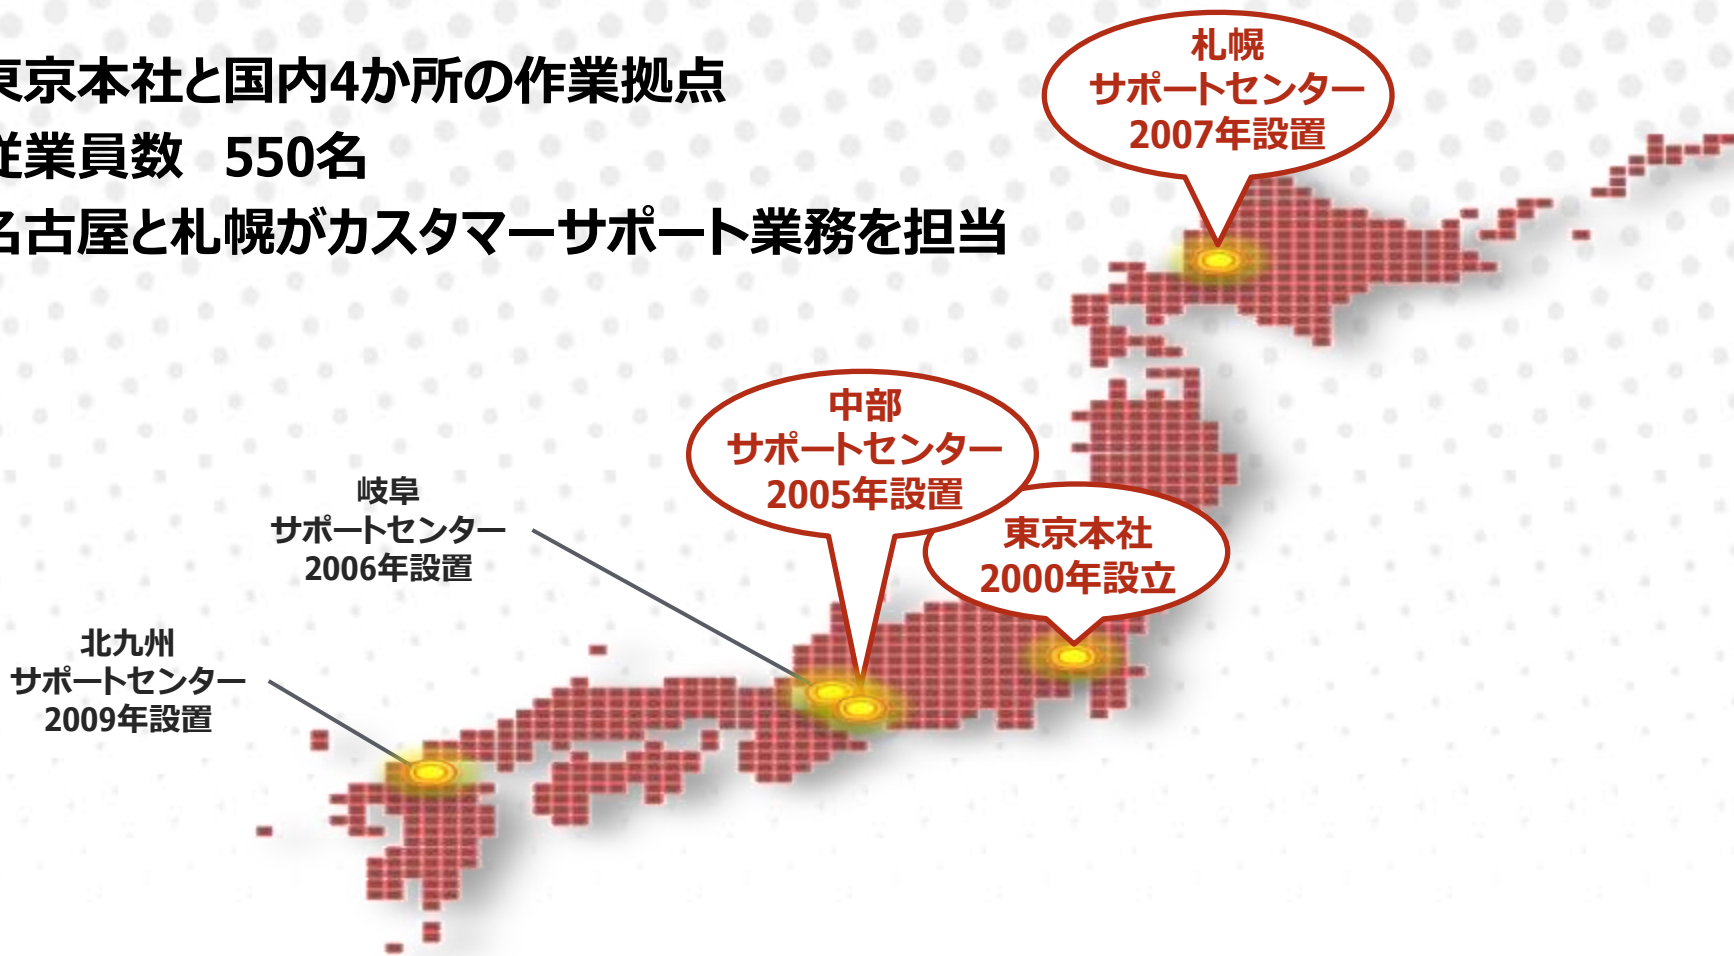 東京本社と国内4か所の作業拠点
従業員数 550名
名古屋と札幌がカスタマーサポート業務を担当
札幌
サポートセンター
2007年設置
中部
サポートセンター
2005年設置
東京本社
2000年設立
岐阜
サポートセンター
2006年設置
北九州
サポートセンター
2009年設置